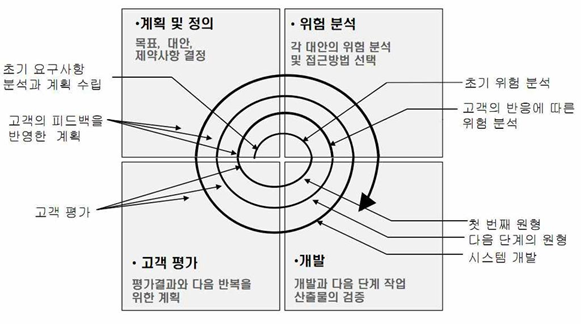 •계획 및 정의
목표, 대안,
제약사항 결정
•위험 분석
각 대안의 위험 분석
및 접근방법 선택
초기 요구사항
분석과 계획 수립
고객의 피드백을
반영한 계획
고객 평가
초기 위험 분석
고객의 반응에 따른
위험 분석
첫 번째 원형
다음 단계의 원형
시스템 개발
•고객 평가
평가결과와 다음 반복을
위한 계획
•개발
개발과 다음 단계 작업
산출물의 검증